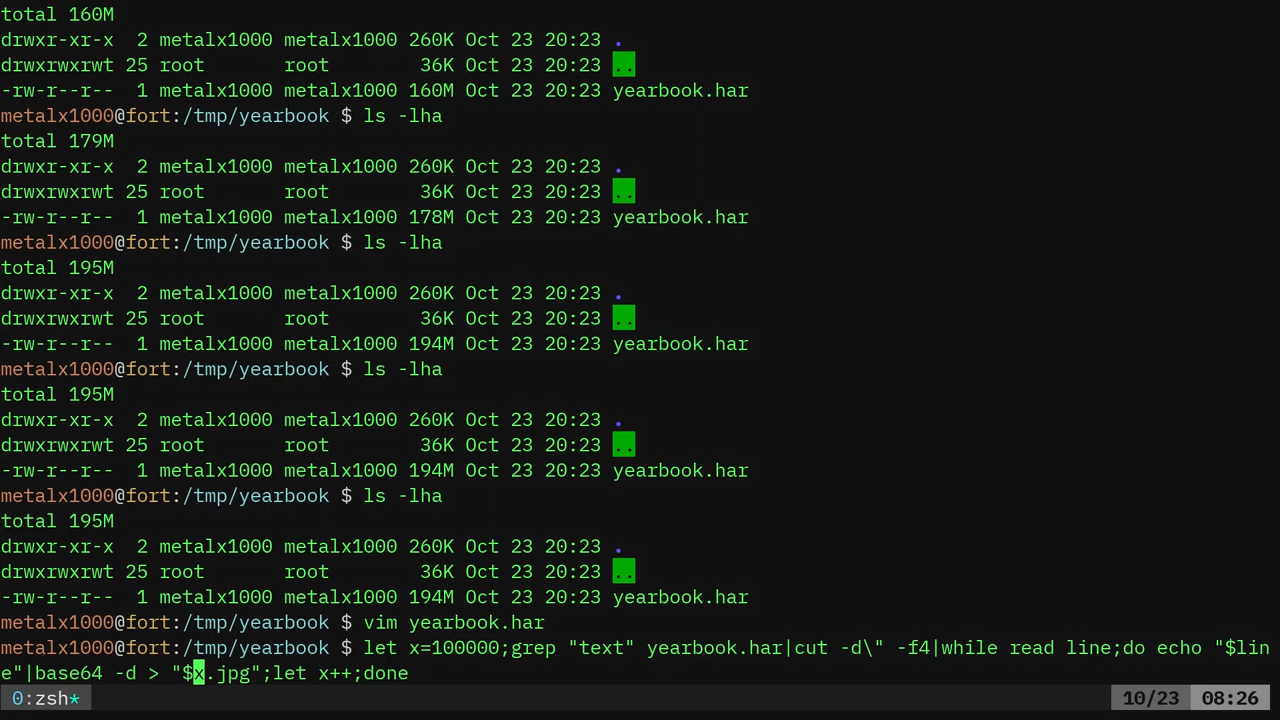 total 160M
drwxr-xr-x  2 metalx1000 metalx1000 260K Oct 23 20:23 .
drwxrwxrwt 25 root       root        36K Oct 23 20:23 ..
-rw-r--r--  1 metalx1000 metalx1000 160M Oct 23 20:23 yearbook.har
metalx1000@fort:/tmp/yearbook $ ls -lha
total 179M
drwxr-xr-x  2 metalx1000 metalx1000 260K Oct 23 20:23 .
drwxrwxrwt 25 root       root        36K Oct 23 20:23 ..
-rw-r--r--  1 metalx1000 metalx1000 178M Oct 23 20:23 yearbook.har
metalx1000@fort:/tmp/yearbook $ ls -lha
total 195M
drwxr-xr-x  2 metalx1000 metalx1000 260K Oct 23 20:23 .
drwxrwxrwt 25 root       root        36K Oct 23 20:23 ..
-rw-r--r--  1 metalx1000 metalx1000 194M Oct 23 20:23 yearbook.har
metalx1000@fort:/tmp/yearbook $ ls -lha
total 195M
drwxr-xr-x  2 metalx1000 metalx1000 260K Oct 23 20:23 .
drwxrwxrwt 25 root       root        36K Oct 23 20:23 ..
-rw-r--r--  1 metalx1000 metalx1000 194M Oct 23 20:23 yearbook.har
metalx1000@fort:/tmp/yearbook $ ls -lha
total 195M
drwxr-xr-x  2 metalx1000 metalx1000 260K Oct 23 20:23 .
drwxrwxrwt 25 root       root        36K Oct 23 20:23 ..
-rw-r--r--  1 metalx1000 metalx1000 194M Oct 23 20:23 yearbook.har
metalx1000@fort:/tmp/yearbook $ vim yearbook.har
metalx1000@fort:/tmp/yearbook $ let x=100000;grep "text" yearbook.har|cut -d\" -f4|while read line;do echo "$lin
e"|base64 -d > "$x.jpg";let x++;done
0:zsh* 10/23 08:26